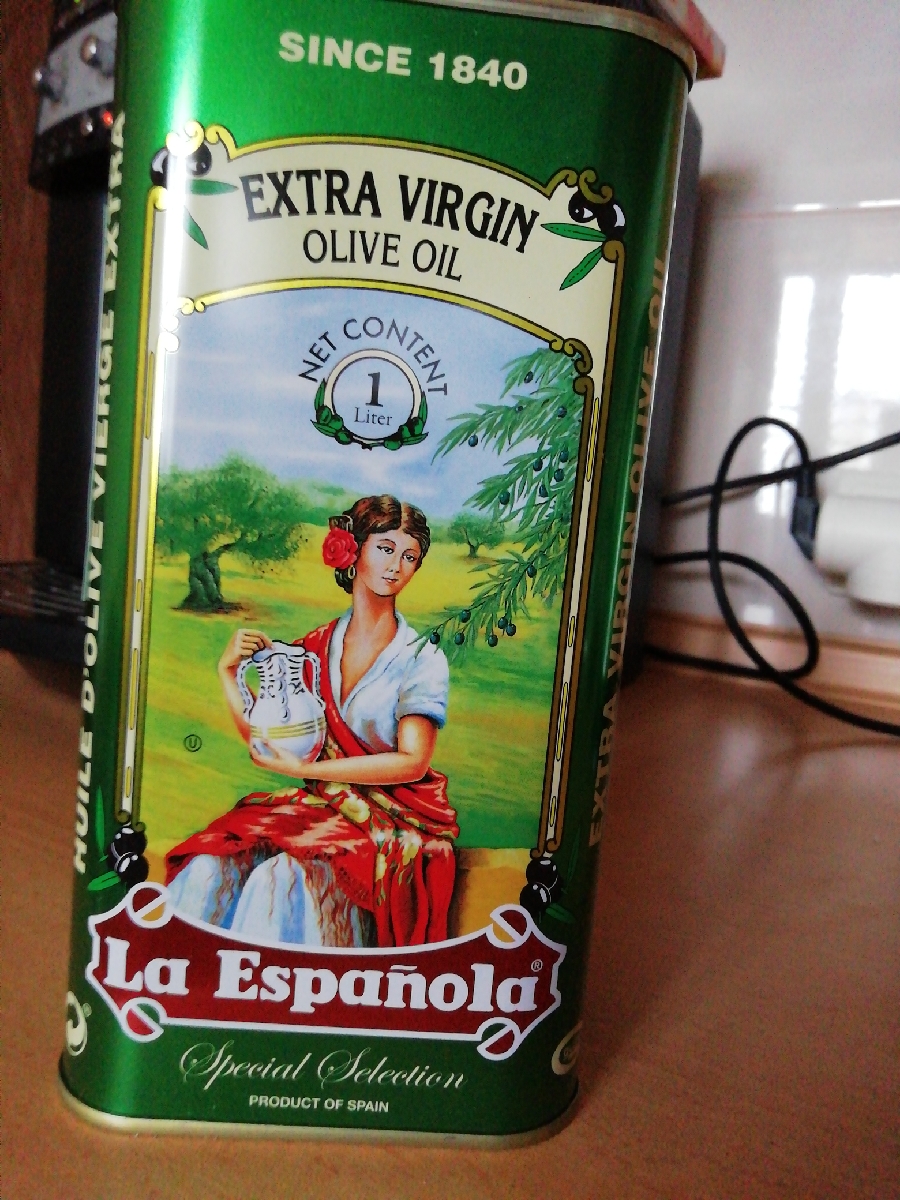 SINCE 1840
EXTRA VIRGIN
OLIVE OIL
NET CONTENT
1
Liter
U
La Española®
Special Selection
PRODUCT OF SPAIN
HUILE D'OLIVE VIERGE EXTRA
EXTRA VIRGIN OLIVE OIL